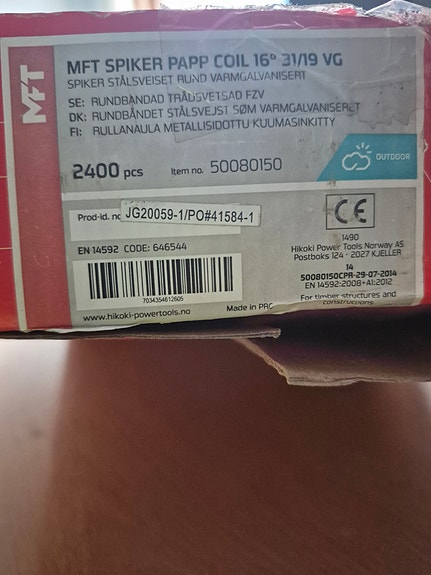 MFT
MFT SPIKER PAPP COIL 16° 31/19 VG
SPIKER STÅLSVEISET RUND VARMGALVANISERT
SE: RUNDBANDAD TRÅDSVETSAD FZV
DK: RUNDBÅNDET STÅLSVEJST SØM VARMGALVANISERET
FI: RULLANAULA METALLISIDOTTU KUUMASINKITTY
2400 pcs Item no. 50080150
OUTDOOR
Prod-id. no JG20059-1/PO#41584-1
CE
EN 14592 CODE: 646544
7034354612605
www.hikoki-powertools.no
Made in PRC
1490
Hikoki Power Tools Norway AS
Postboks 124 - 2027 KJELLER
14
50080150CPR-29-07-2014
EN 14592:2008+A1:2012
For timber structures and
constructions